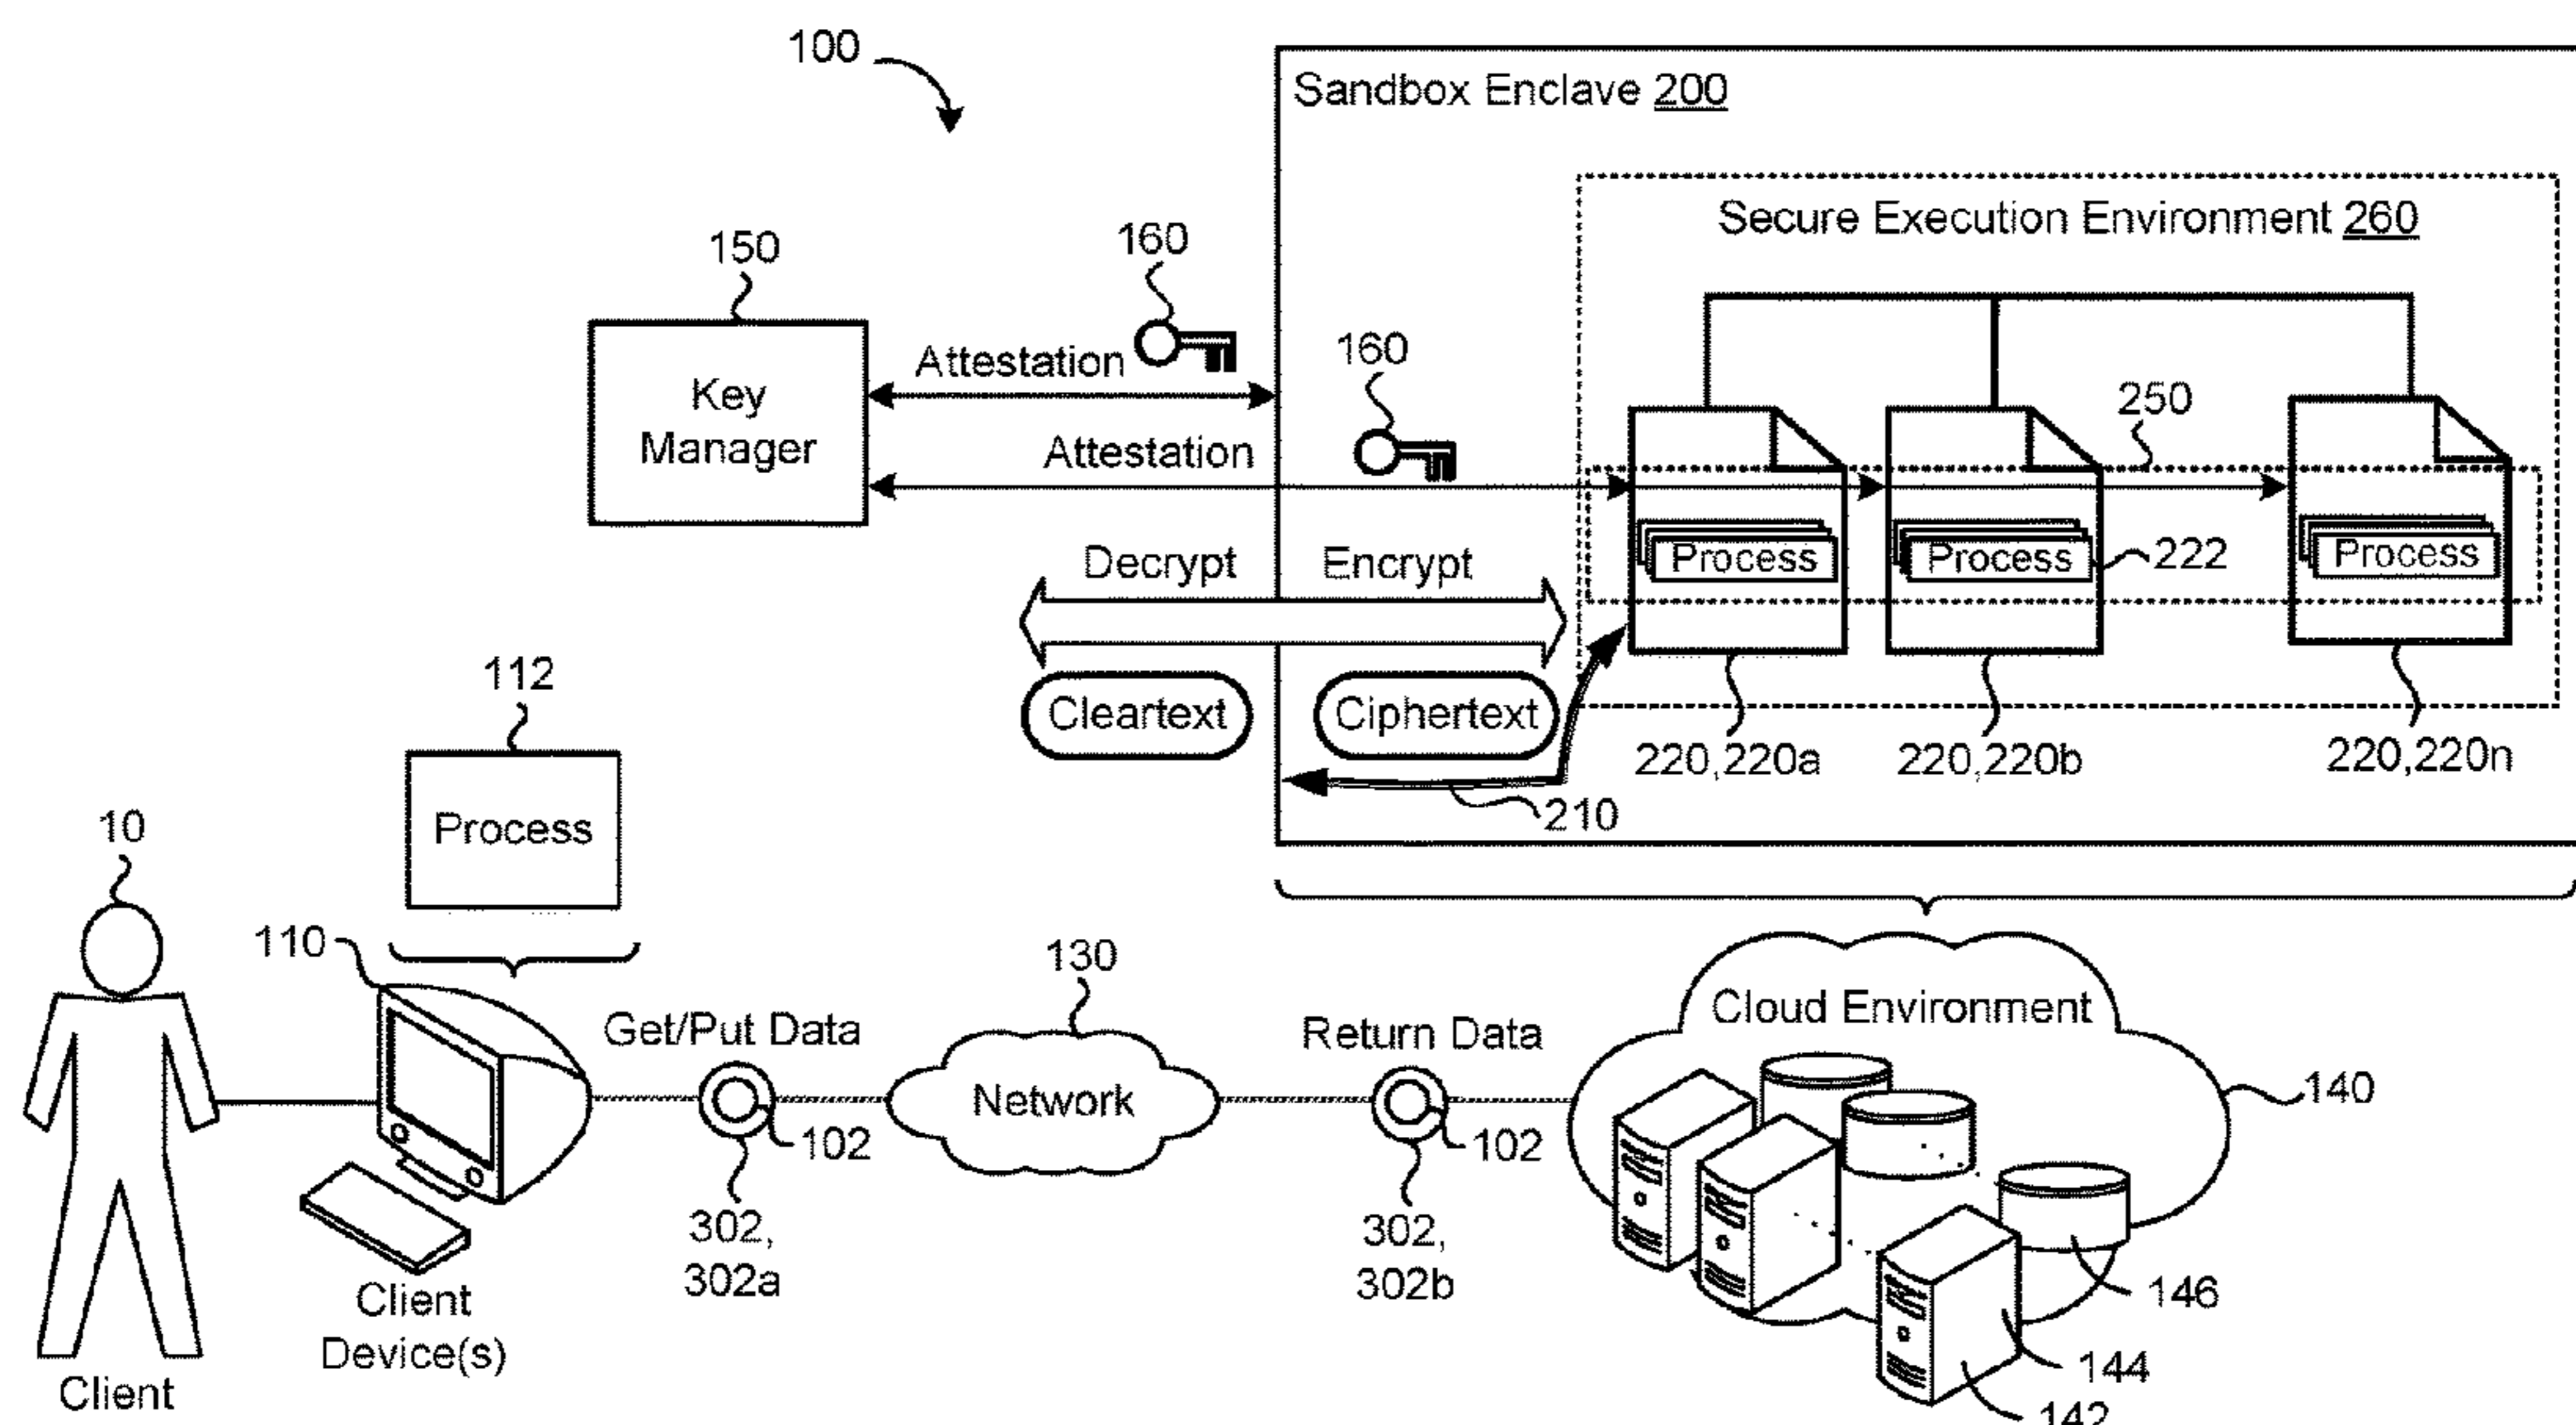 100
Sandbox Enclave 200
Secure Execution Environment 260
150
160
Attestation
160
Key
Manager
250
Attestation
Decrypt
Encrypt
Process
Process
222
Process
112
Cleartext
Ciphertext
220,220a
220,220b
220,220n
210
Process
10
110
130
Get/Put Data
Return Data
Cloud Environment
Network
140
102
102
302,
302a
302,
302b
146
Client
Device(s)
144
Client
142